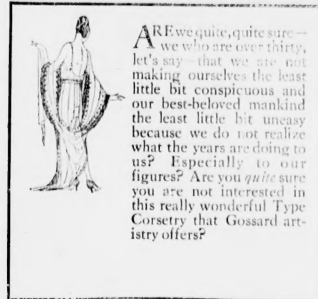 ARE we quite, quite sure—
we who are over thirty,
let's say—that we are not
making ourselves the least
little bit conspicuous and
our best-beloved mankind
the least little bit uneasy
because we do not realize
what the years are doing to
us? Especially to our
figures? Are you quite sure
you are not interested in
this really wonderful Type
Corsetry that Gossard art-
istry offers?